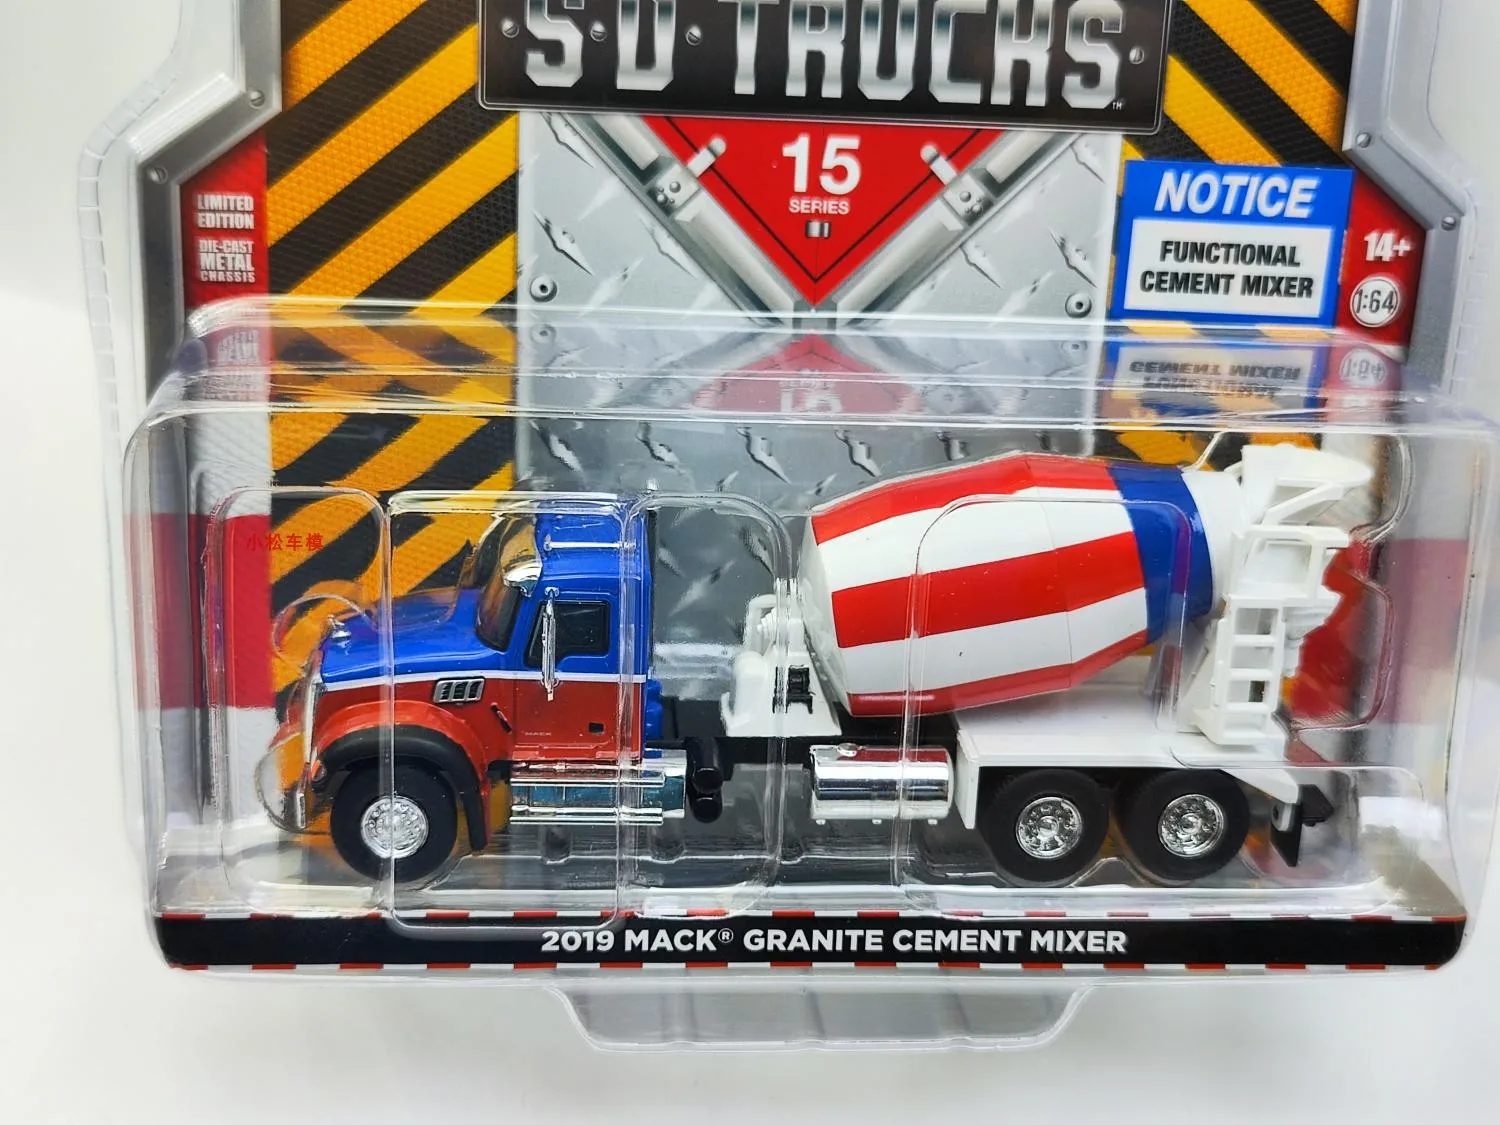 S·D·TRUCKS™
15
SERIES
LIMITED
EDITION
DIE-CAST
METAL
CHASSIS
NOTICE
FUNCTIONAL
CEMENT MIXER
14+
1:64
小松车模
MACK
2019 MACK® GRANITE CEMENT MIXER